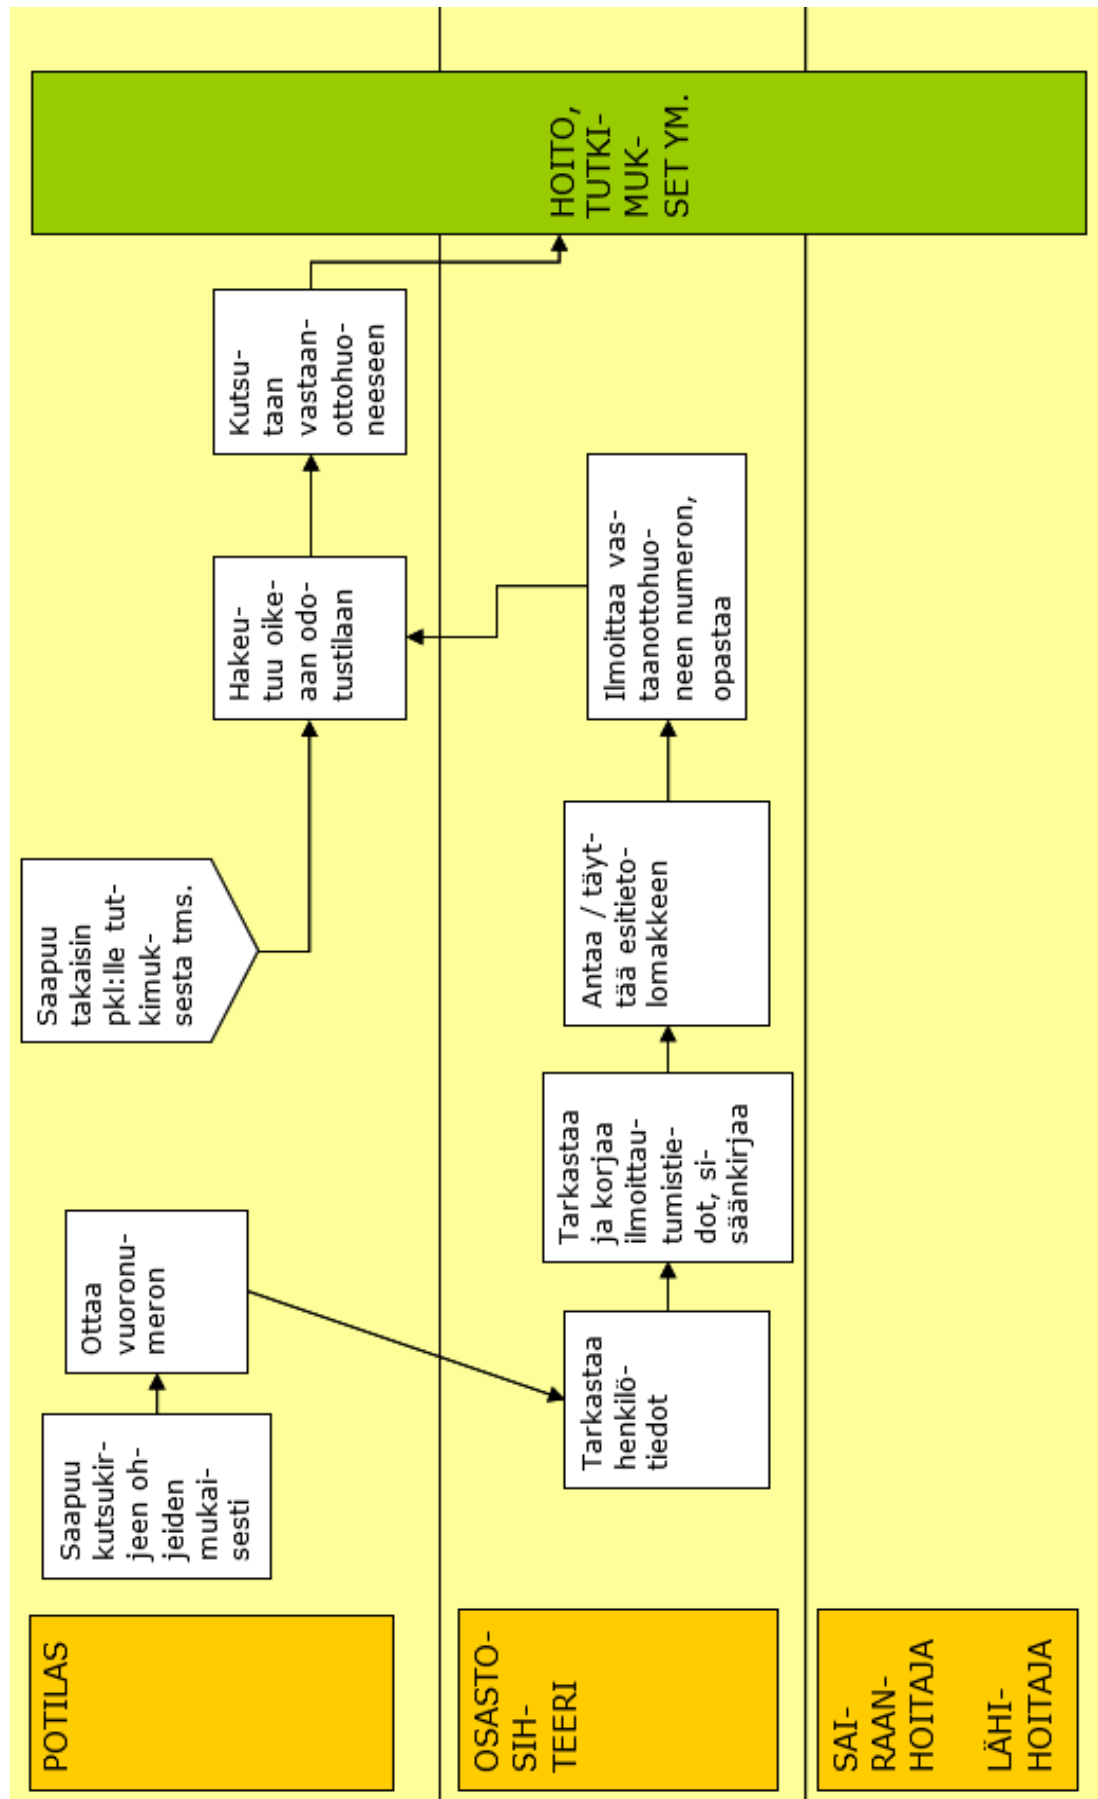 POTILAS
Saapuu
kutsukir-
jeen oh-
jeiden
mukai-
sesti
Ottaa
vuoronu-
meron
Saapuu
takaisin
pkl:lle tut-
kimuk-
sesta tms.
Hakeu-
tuu oike-
aan odo-
tustilaan
Kutsu-
taan
vastaan-
ottohuo-
neeseen
OSASTO-
SIH-
TEERI
Tarkastaa
henkilö-
tiedot
Tarkastaa
ja korjaa
ilmoittau-
tumistie-
dot, si-
säänkirjaa
Antaa / täyt-
tää esitieto-
lomakkeen
Ilmoittaa vas-
taanottohuo-
neen numeron,
opastaa
HOITO,
TUTKI-
MUK-
SET YM.
SAI-
RAAN-
HOITAJA
LÄHI-
HOITAJA